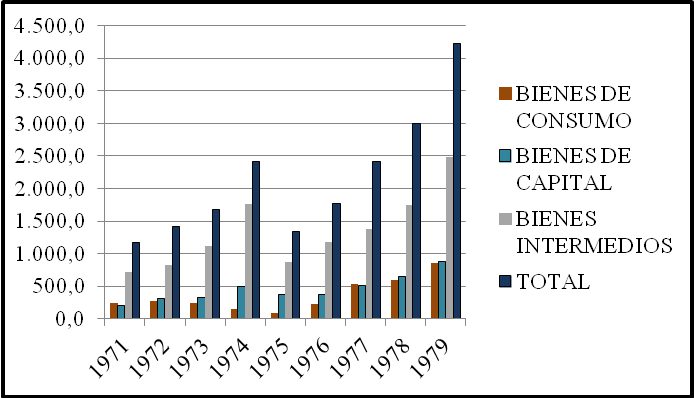 4.500,0
4.000,0
3.500,0
3.000,0
2.500,0
2.000,0
1.500,0
1.000,0
500,0
0,0
1971
1972
1973
1974
1975
1976
1977
1978
1979
BIENES DE
CONSUMO
BIENES DE
CAPITAL
BIENES
INTERMEDIOS
TOTAL